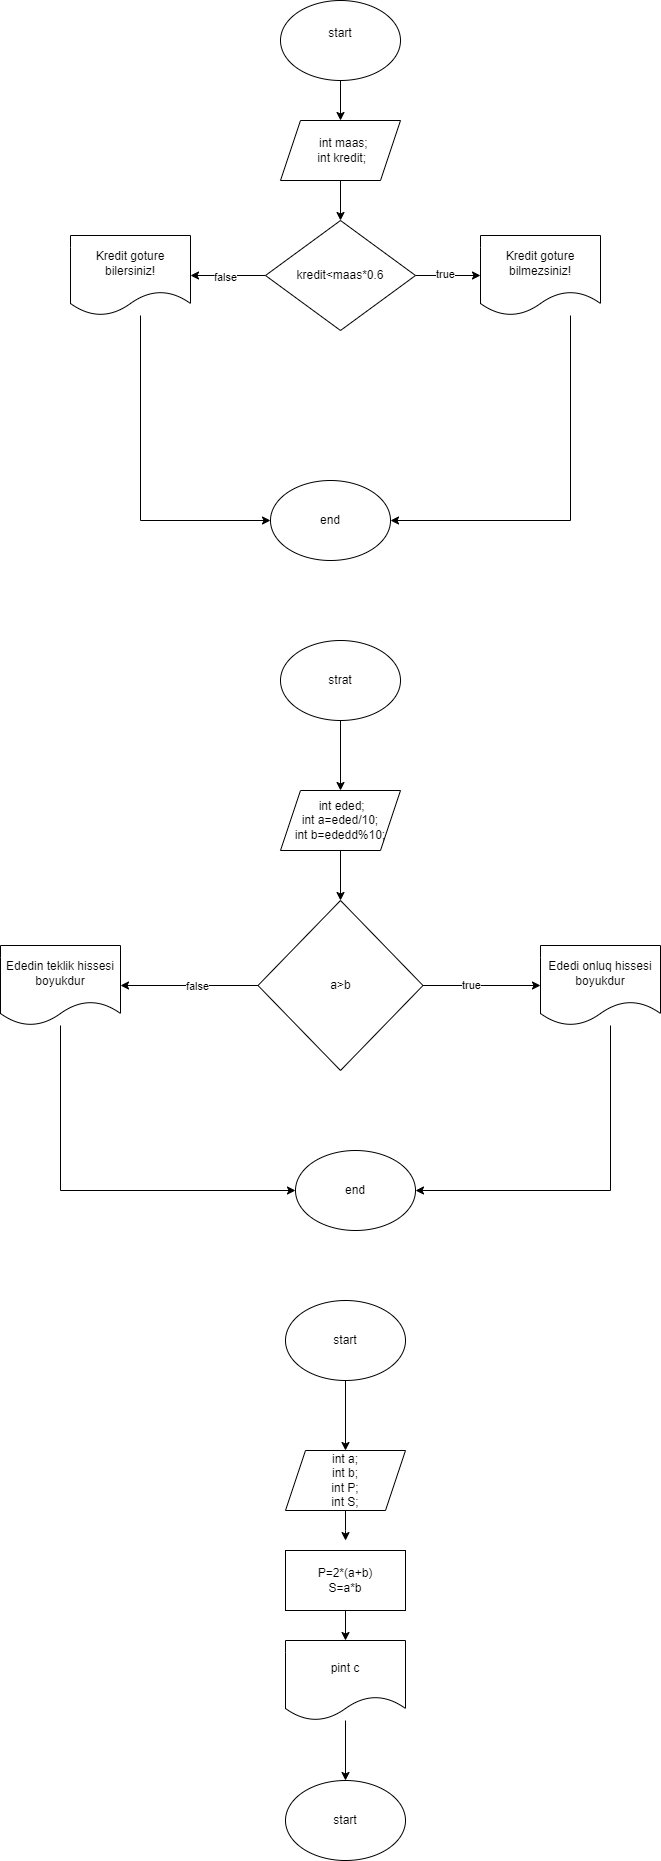 start
int maas;
int kredit;
Kredit goture
bilersiniz!
false
kredit<maas*0.6
true
Kredit goture
bilmezsiniz!
end
strat
int eded;
int a=eded/10;
int b=ededd%10;
Ededin teklik hissesi
boyukdur
false
a>b
true
Ededi onluq hissesi
boyukdur
end
start
int a;
int b;
int P;
int S;
P=2*(a+b)
S=a*b
pint c
start